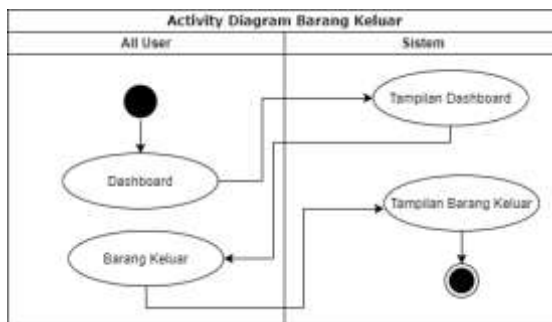 Activity Diagram Barang Keluar
All User
Sistem
Tampilan Dashboard
Dashboard
Tampilan Barang Keluar
Barang Keluar